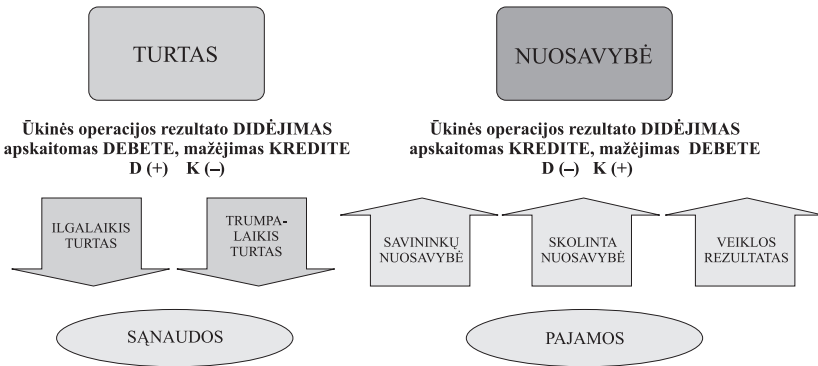 TURTAS
Ūkinės operacijos rezultato DIDĖJIMAS
apskaitomas DEBETE, mažėjimas KREDITE
D (+) K (–)
ILGALAIKIS
TURTAS
TRUMPA-
LAIKIS
TURTAS
SĄNAUDOS
NUOSAVYBĖ
Ūkinės operacijos rezultato DIDĖJIMAS
apskaitomas KREDITE, mažėjimas DEBETE
D (–) K (+)
SAVININKŲ
NUOSAVYBĖ
SKOLINTA
NUOSAVYBĖ
VEIKLOS
REZULTATAS
PAJAMOS